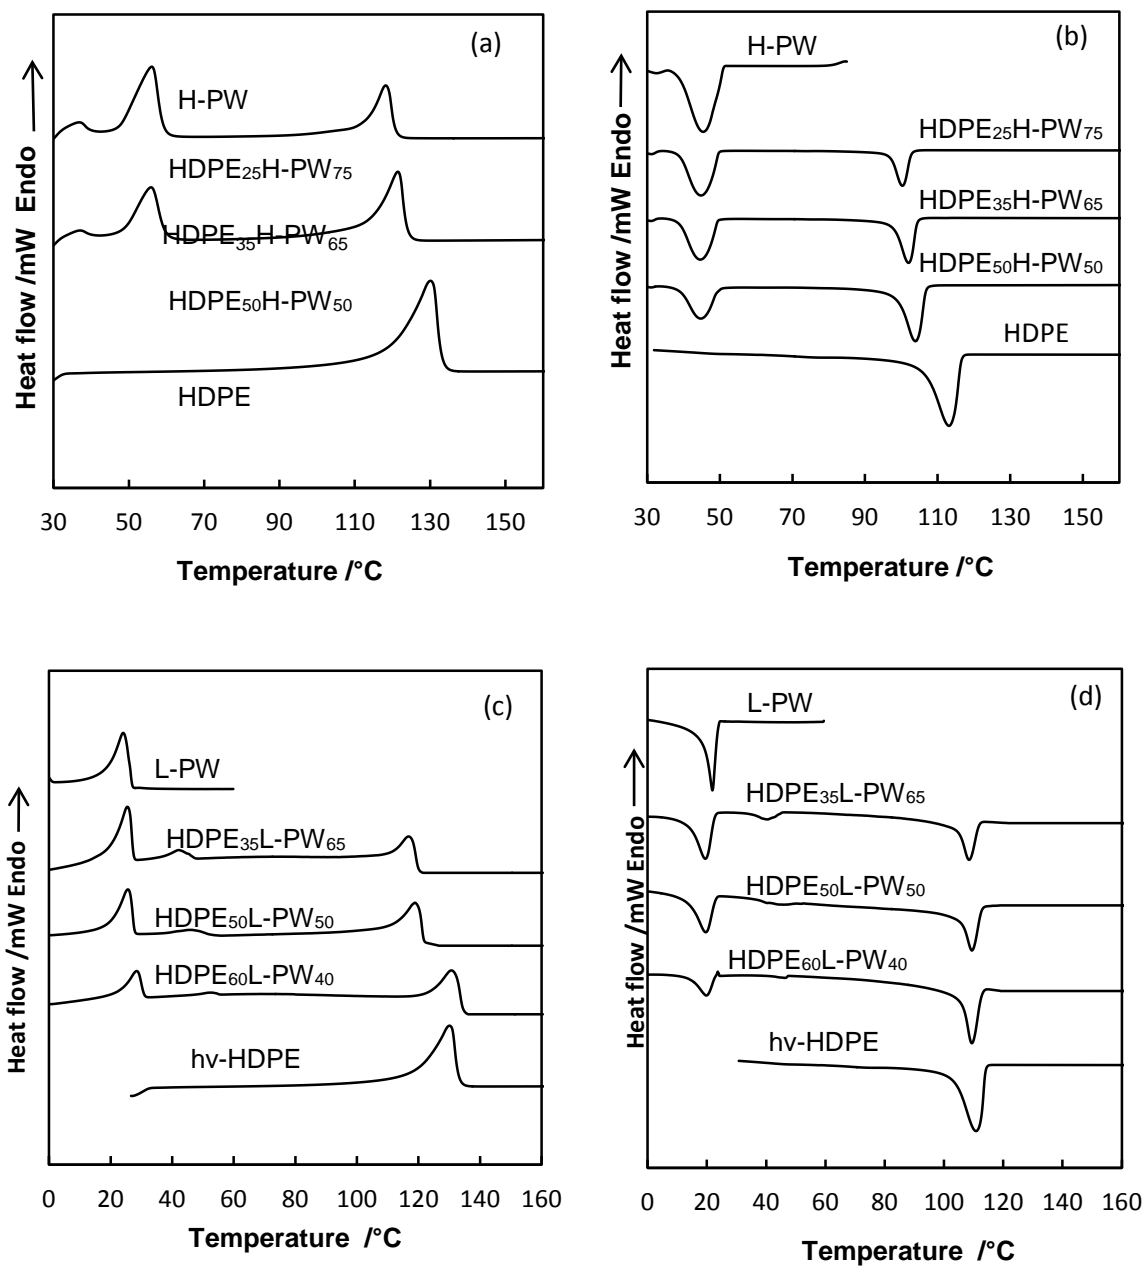 (a)
H-PW
HDPE25H-PW75
HDPE35H-PW65
HDPE50H-PW50
HDPE
Heat flow /mW Endo
30 50 70 90 110 130 150
Temperature /°C
(b)
H-PW
HDPE25H-PW75
HDPE35H-PW65
HDPE50H-PW50
HDPE
Heat flow /mW Endo
30 50 70 90 110 130 150
Temperature /°C
(c)
L-PW
HDPE35L-PW65
HDPE50L-PW50
HDPE60L-PW40
hv-HDPE
Heat flow /mW Endo
0 20 40 60 80 100 120 140 160
Temperature /°C
(d)
L-PW
HDPE35L-PW65
HDPE50L-PW50
HDPE60L-PW40
hv-HDPE
Heat flow /mW Endo
0 20 40 60 80 100 120 140 160
Temperature /°C